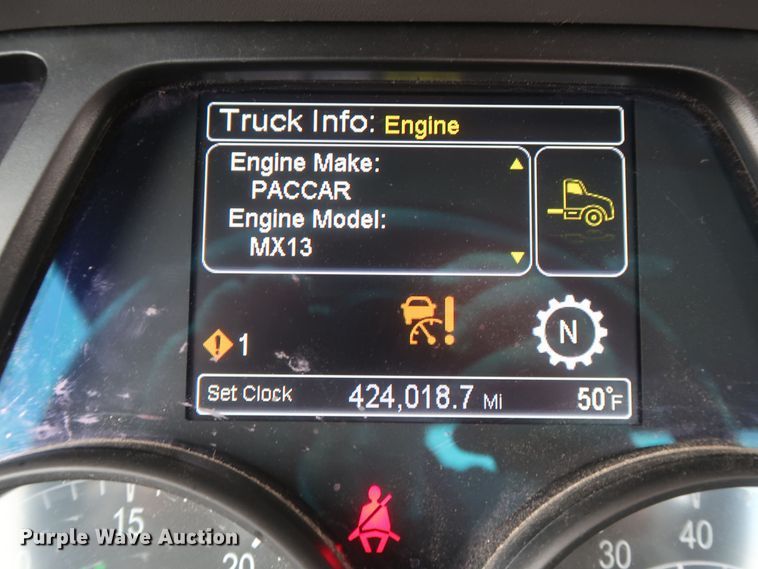 Truck Info: Engine
Engine Make:
PACCAR
Engine Model:
MX13
1
N
Set Clock 424,018.7 Mi 50°F
15
20
30
40
Purple Wave Auction